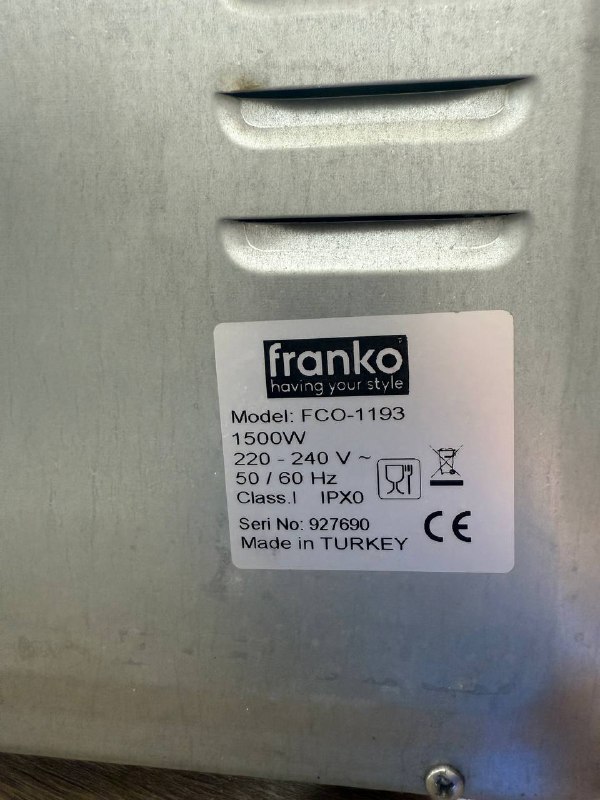 franko
having your style
Model: FCO-1193
1500W
220 - 240 V ~
50 / 60 Hz
Class.I IPX0
Seri No: 927690
Made in TURKEY
CE